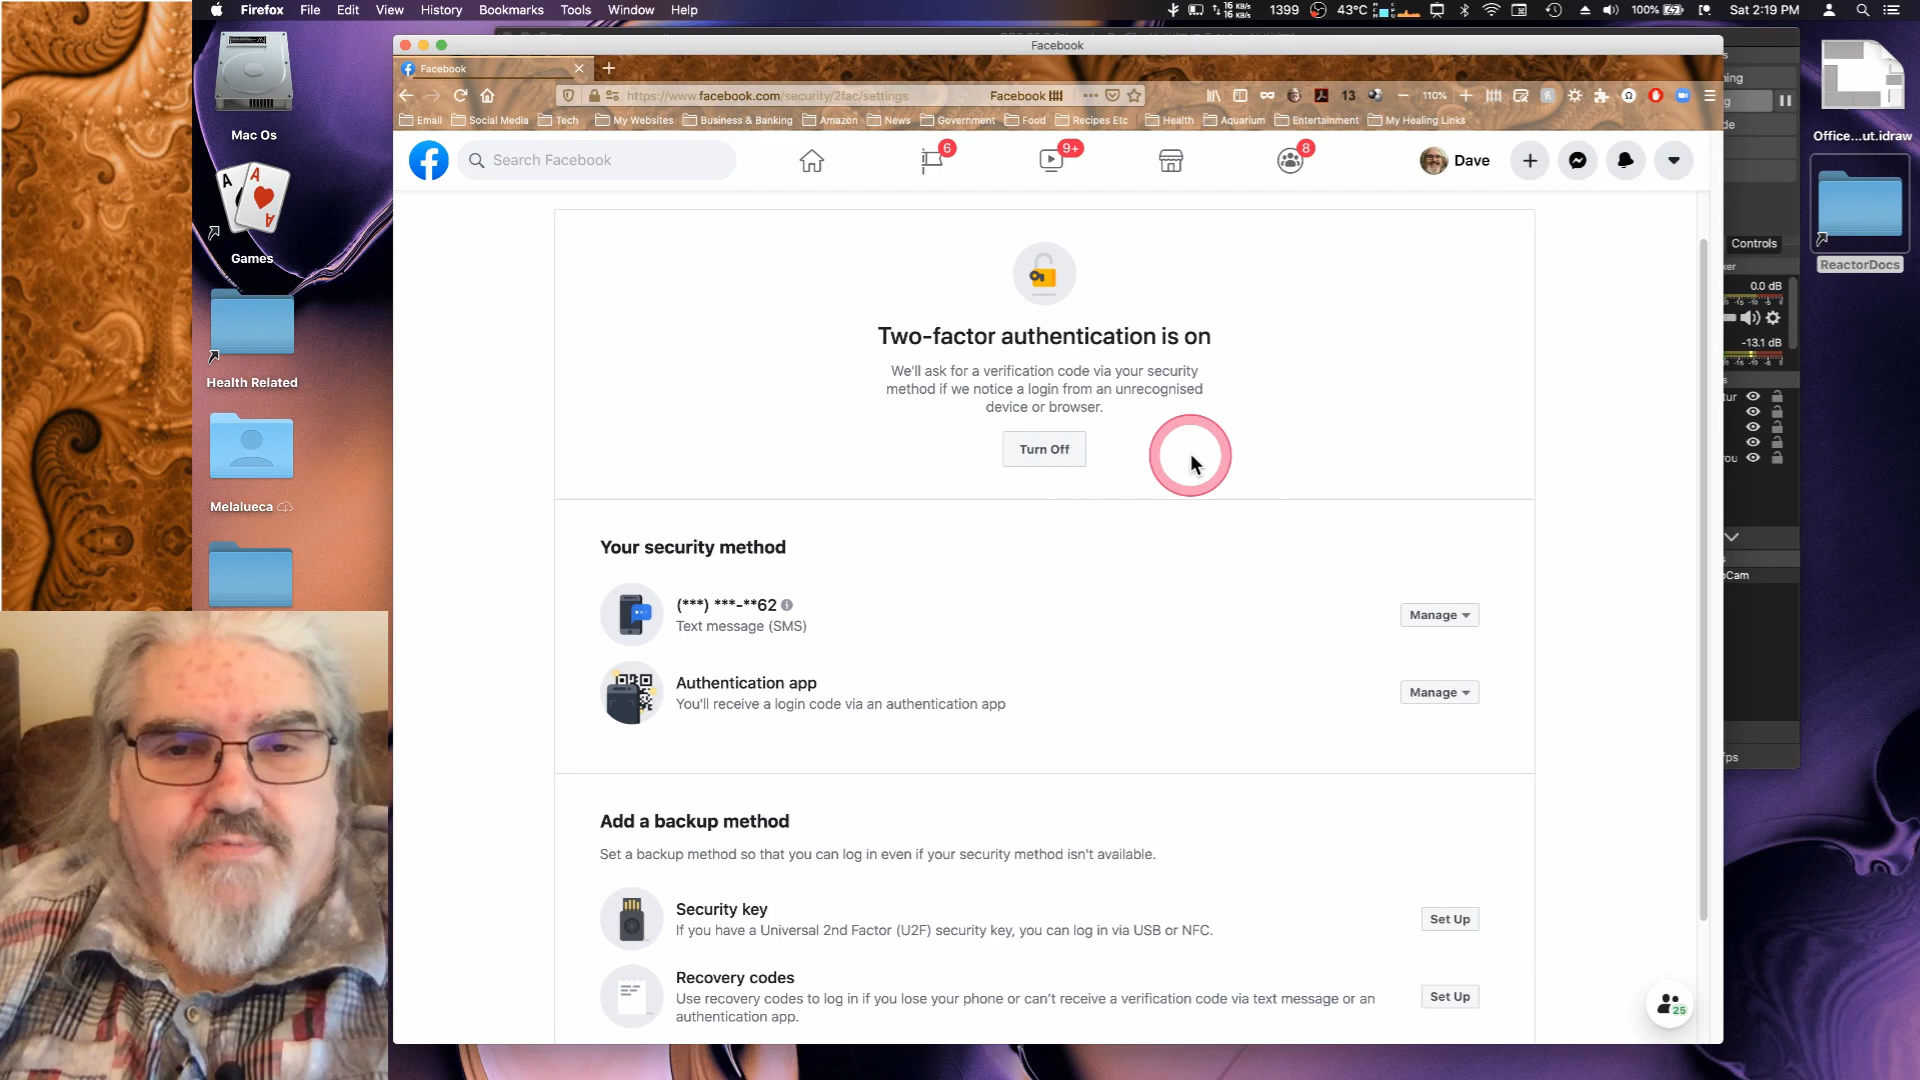 Firefox File Edit View History Bookmarks Tools Window Help
16 KB/s
16 KB/s
1399 43°C 100% Sat 2:19 PM
Facebook
Facebook
https://www.facebook.com/security/2fac/settings Facebook 13 110%
Email Social Media Tech My Websites Business & Banking Amazon News Government Food Recipes Etc Health Aquarium Entertainment My Healing Links
Search Facebook 6 9+ 8 Dave
Two-factor authentication is on
We'll ask for a verification code via your security
method if we notice a login from an unrecognised
device or browser.
Turn Off
Your security method
(***) ***-**62
Text message (SMS)
Manage
Authentication app
You'll receive a login code via an authentication app
Manage
Add a backup method
Set a backup method so that you can log in even if your security method isn't available.
Security key
If you have a Universal 2nd Factor (U2F) security key, you can log in via USB or NFC.
Set Up
Recovery codes
Use recovery codes to log in if you lose your phone or can't receive a verification code via text message or an
authentication app.
Set Up
25
Mac Os
A A
A
Games
Health Related
Melalueca
Office...ut.idraw
ReactorDocs
Controls
0.0 dB
-13.1 dB